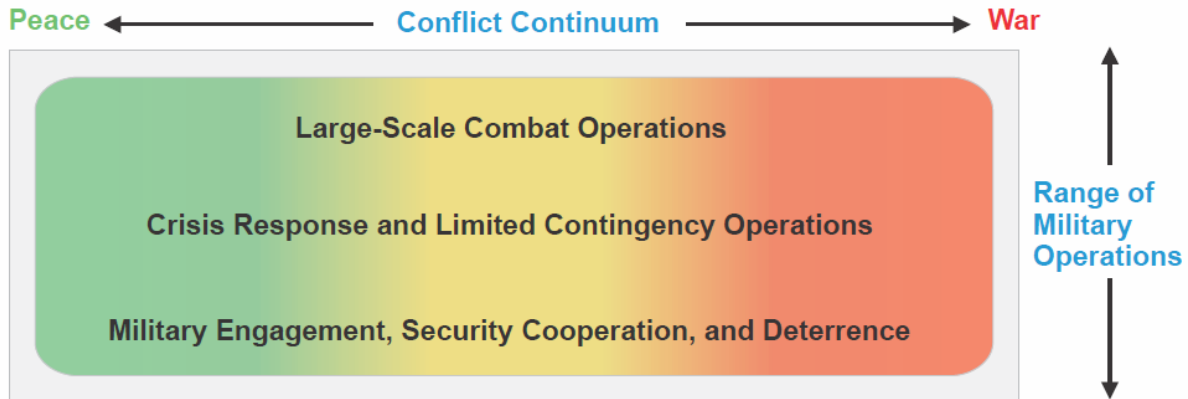 Peace
Conflict Continuum
War
Large-Scale Combat Operations
Crisis Response and Limited Contingency Operations
Military Engagement, Security Cooperation, and Deterrence
Range of
Military
Operations